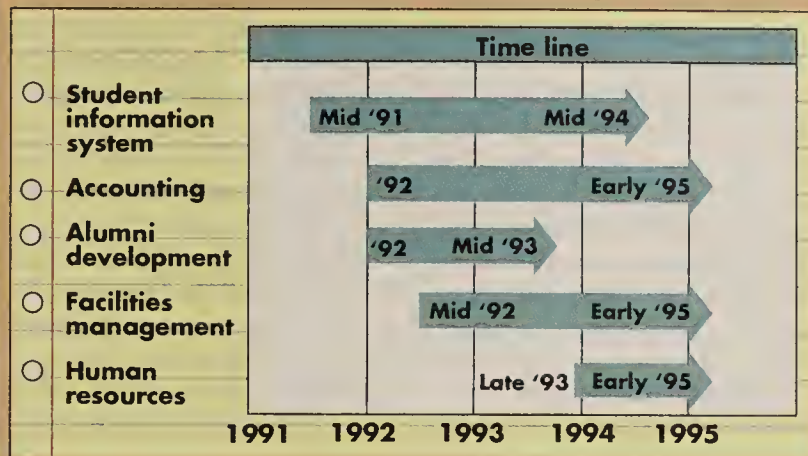 Time line
Student
information
system
Mid '91 Mid '94
Accounting
'92 Early '95
Alumni
development
'92 Mid '93
Facilities
management
Mid '92 Early '95
Human
resources
Late '93 Early '95
1991 1992 1993 1994 1995